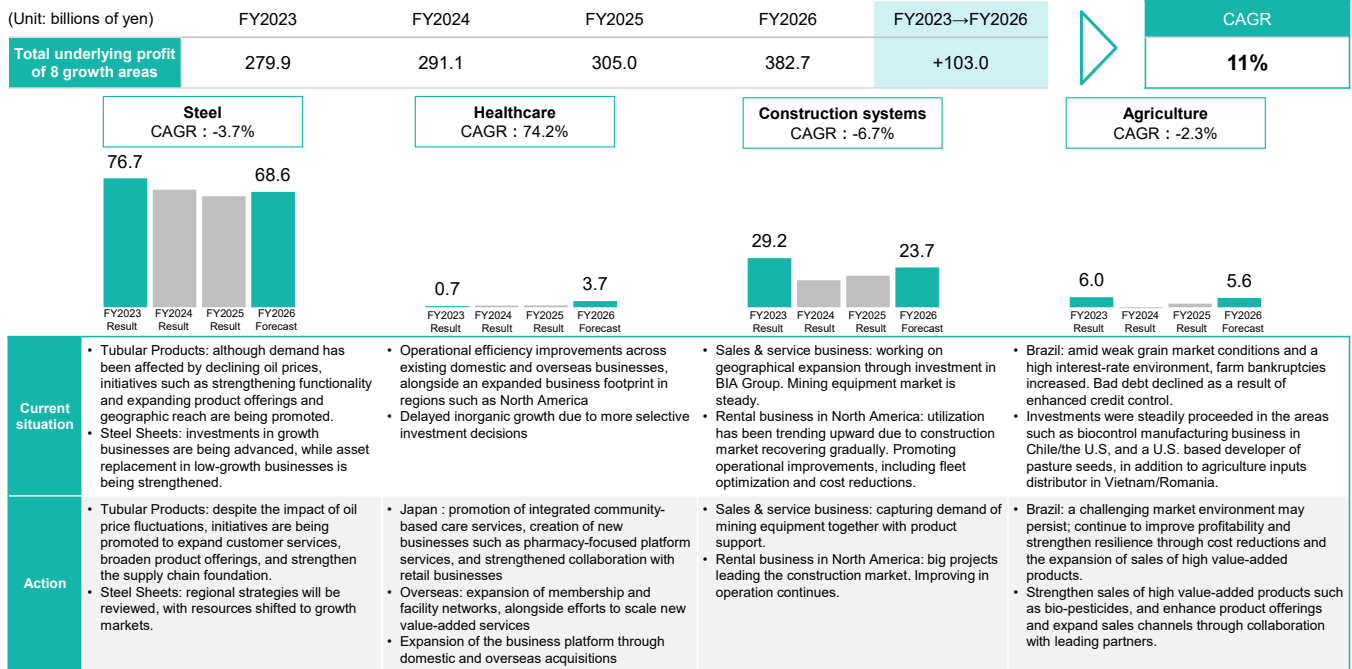 (Unit: billions of yen) FY2023 FY2024 FY2025 FY2026 FY2023→FY2026 CAGR
Total underlying profit
of 8 growth areas
279.9 291.1 305.0 382.7 +103.0 11%
Steel
CAGR：-3.7%
76.7
68.6
FY2023
Result
FY2024
Result
FY2025
Result
FY2026
Forecast
Healthcare
CAGR：74.2%
0.7
3.7
FY2023
Result
FY2024
Result
FY2025
Result
FY2026
Forecast
Construction systems
CAGR：-6.7%
29.2
23.7
FY2023
Result
FY2024
Result
FY2025
Result
FY2026
Forecast
Agriculture
CAGR：-2.3%
6.0
5.6
FY2023
Result
FY2024
Result
FY2025
Result
FY2026
Forecast
Current
situation
• Tubular Products: although demand has
been affected by declining oil prices,
initiatives such as strengthening functionality
and expanding product offerings and
geographic reach are being promoted.
• Steel Sheets: investments in growth
businesses are being advanced, while asset
replacement in low-growth businesses is
being strengthened.
• Operational efficiency improvements across
existing domestic and overseas businesses,
alongside an expanded business footprint in
regions such as North America
• Delayed inorganic growth due to more selective
investment decisions
• Sales & service business: working on
geographical expansion through investment in
BIA Group. Mining equipment market is
steady.
• Rental business in North America: utilization
has been trending upward due to construction
market recovering gradually. Promoting
operational improvements, including fleet
optimization and cost reductions.
• Brazil: amid weak grain market conditions and a
high interest-rate environment, farm bankruptcies
increased. Bad debt declined as a result of
enhanced credit control.
• Investments were steadily proceeded in the areas
such as biocontrol manufacturing business in
Chile/the U.S, and a U.S. based developer of
pasture seeds, in addition to agriculture inputs
distributor in Vietnam/Romania.
Action
• Tubular Products: despite the impact of oil
price fluctuations, initiatives are being
promoted to expand customer services,
broaden product offerings, and strengthen
the supply chain foundation.
• Steel Sheets: regional strategies will be
reviewed, with resources shifted to growth
markets.
• Japan : promotion of integrated community-
based care services, creation of new
businesses such as pharmacy-focused platform
services, and strengthened collaboration with
retail businesses
• Overseas: expansion of membership and
facility networks, alongside efforts to scale new
value-added services
• Expansion of the business platform through
domestic and overseas acquisitions
• Sales & service business: capturing demand of
mining equipment together with product
support.
• Rental business in North America: big projects
leading the construction market. Improving in
operation continues.
• Brazil: a challenging market environment may
persist; continue to improve profitability and
strengthen resilience through cost reductions and
the expansion of sales of high value-added
products.
• Strengthen sales of high value-added products such
as bio-pesticides, and enhance product offerings
and expand sales channels through collaboration
with leading partners.